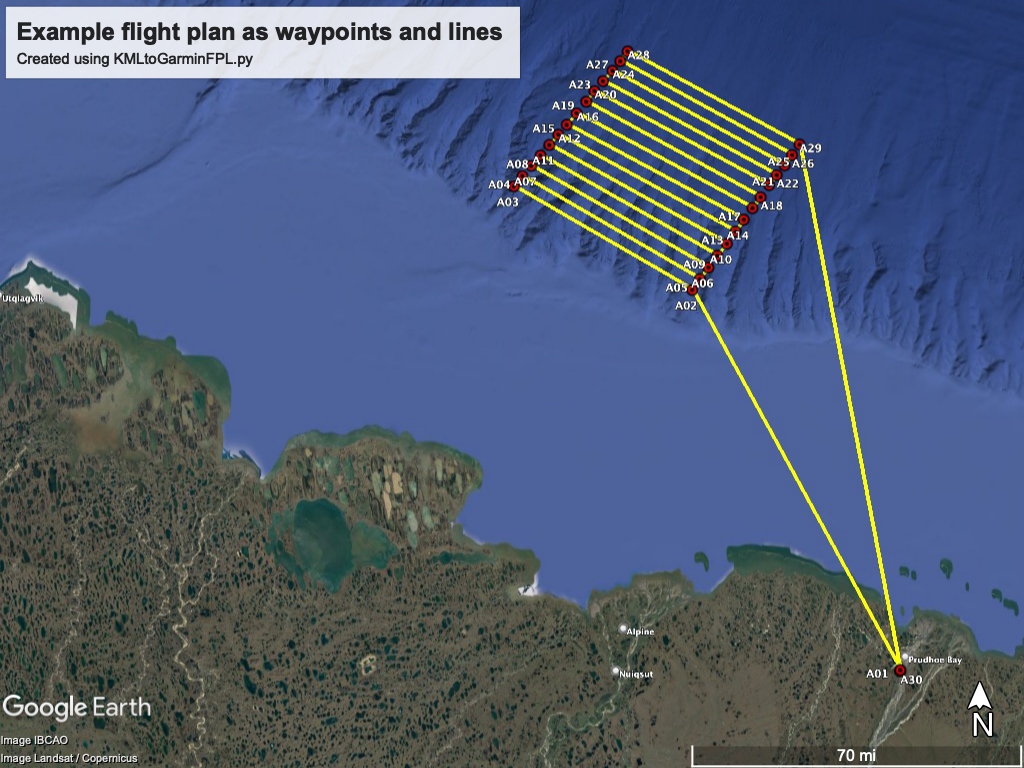 Example flight plan as waypoints and lines
Created using KMLtoGarminFPL.py
A28
A27
A24
A23
A20
A19
A16
A15
A12
A29
A08
A11
A25
A26
A04
A07
A21
A22
A03
A18
A17
A13
A14
A09
A10
A05
A06
Utqiagvik
A02
Alpine
Prudhoe Bay
Nuiqsut
A01
A30
Google Earth
N
Image IBCAO
Image Landsat / Copernicus
70 mi